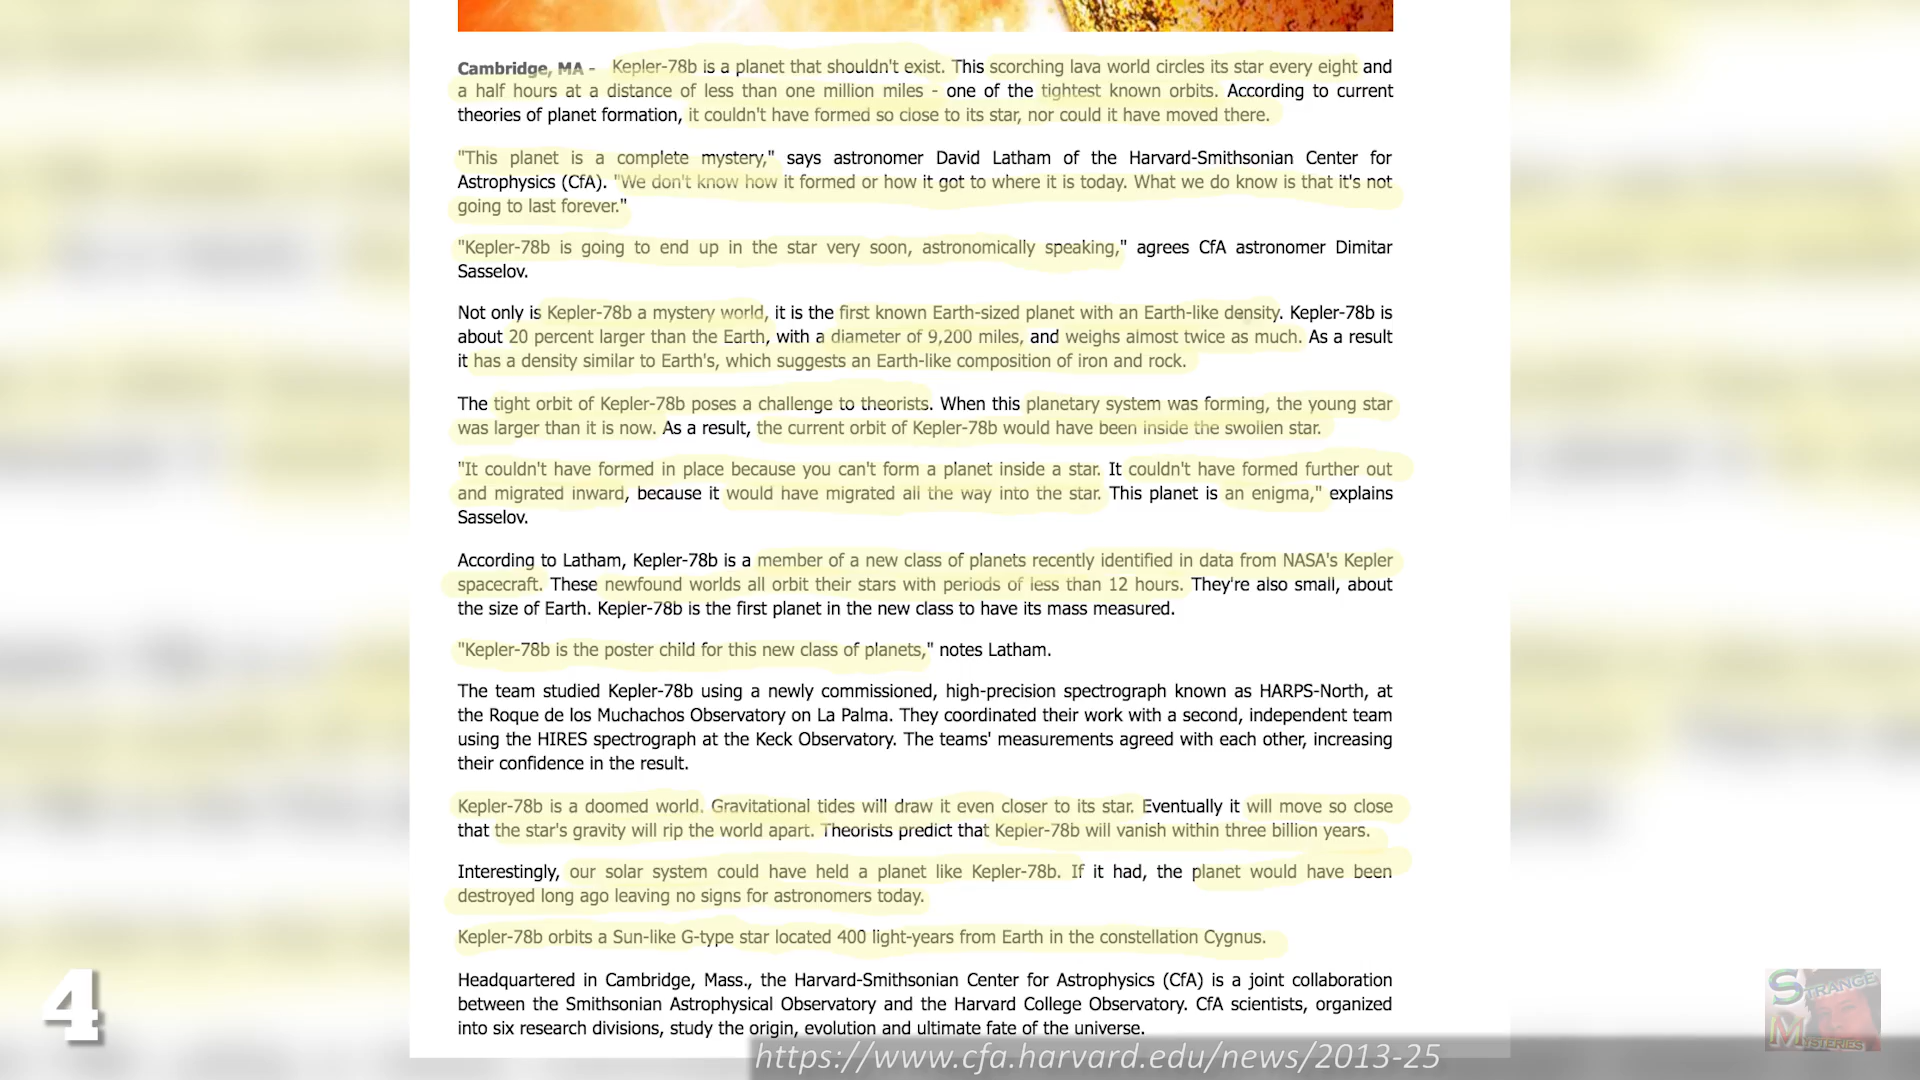 Cambridge, MA - Kepler-78b is a planet that shouldn't exist. This scorching lava world circles its star every eight and
a half hours at a distance of less than one million miles - one of the tightest known orbits. According to current
theories of planet formation, it couldn't have formed so close to its star, nor could it have moved there.
"This planet is a complete mystery," says astronomer David Latham of the Harvard-Smithsonian Center for
Astrophysics (CfA). "We don't know how it formed or how it got to where it is today. What we do know is that it's not
going to last forever."
"Kepler-78b is going to end up in the star very soon, astronomically speaking," agrees CfA astronomer Dimitar
Sasselov.
Not only is Kepler-78b a mystery world, it is the first known Earth-sized planet with an Earth-like density. Kepler-78b is
about 20 percent larger than the Earth, with a diameter of 9,200 miles, and weighs almost twice as much. As a result
it has a density similar to Earth's, which suggests an Earth-like composition of iron and rock.
The tight orbit of Kepler-78b poses a challenge to theorists. When this planetary system was forming, the young star
was larger than it is now. As a result, the current orbit of Kepler-78b would have been inside the swollen star.
"It couldn't have formed in place because you can't form a planet inside a star. It couldn't have formed further out
and migrated inward, because it would have migrated all the way into the star. This planet is an enigma," explains
Sasselov.
According to Latham, Kepler-78b is a member of a new class of planets recently identified in data from NASA's Kepler
spacecraft. These newfound worlds all orbit their stars with periods of less than 12 hours. They're also small, about
the size of Earth. Kepler-78b is the first planet in the new class to have its mass measured.
"Kepler-78b is the poster child for this new class of planets," notes Latham.
The team studied Kepler-78b using a newly commissioned, high-precision spectrograph known as HARPS-North, at
the Roque de los Muchachos Observatory on La Palma. They coordinated their work with a second, independent team
using the HIRES spectrograph at the Keck Observatory. The teams' measurements agreed with each other, increasing
their confidence in the result.
Kepler-78b is a doomed world. Gravitational tides will draw it even closer to its star. Eventually it will move so close
that the star's gravity will rip the world apart. Theorists predict that Kepler-78b will vanish within three billion years.
Interestingly, our solar system could have held a planet like Kepler-78b. If it had, the planet would have been
destroyed long ago leaving no signs for astronomers today.
Kepler-78b orbits a Sun-like G-type star located 400 light-years from Earth in the constellation Cygnus.
Headquartered in Cambridge, Mass., the Harvard-Smithsonian Center for Astrophysics (CfA) is a joint collaboration
between the Smithsonian Astrophysical Observatory and the Harvard College Observatory. CfA scientists, organized
into six research divisions, study the origin, evolution and ultimate fate of the universe.
4
https://www.cfa.harvard.edu/news/2013-25
STRANGE
MYSTERIES